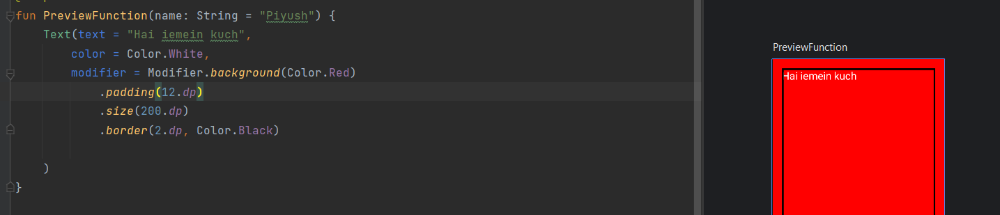 fun PreviewFunction(name: String = "Piyush") {
Text(text = "Hai iemein kuch",
color = Color.White,
modifier = Modifier.background(Color.Red)
.padding(12.dp)
.size(200.dp)
.border(2.dp, Color.Black)
)
}
PreviewFunction
Hai iemein kuch